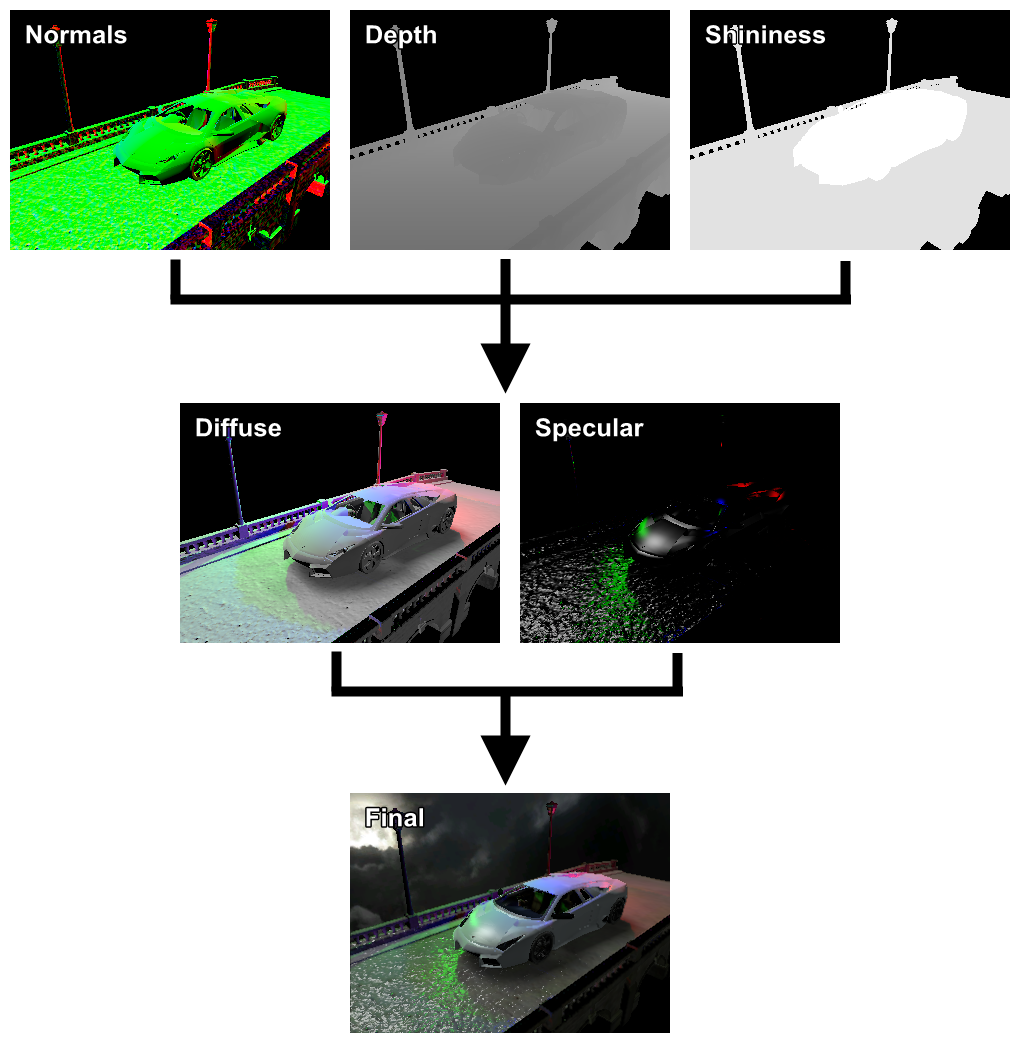 Normals
Depth
Shininess
Diffuse
Specular
Final